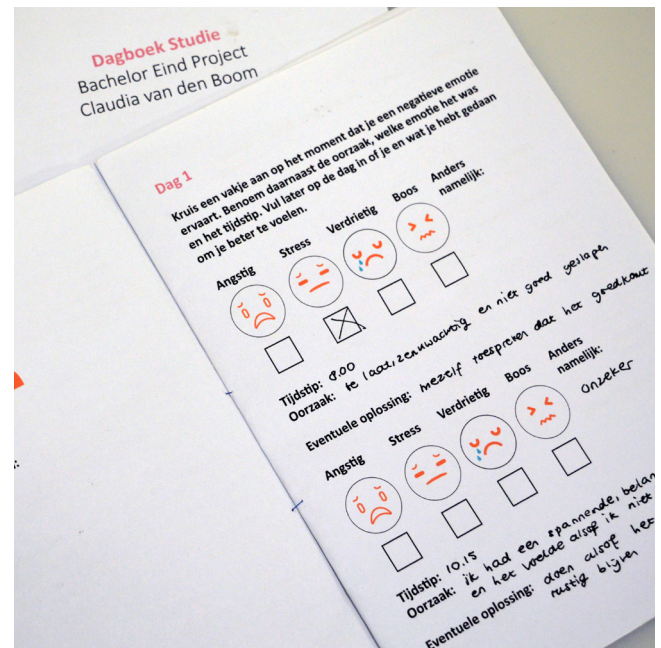 Dagboek Studie
Bachelor Eind Project
Claudia van den Boom
Dag 1
Kruis een vakje aan op het moment dat je een negatieve emotie
ervaart. Benoem daarnaast de oorzaak, welke emotie het was
en het tijdstip. Vul later op de dag in of je en wat je hebt gedaan
om je beter te voelen.
Angstig Stress Verdrietig Boos Anders
namelijk:
Tijdstip: 8.00
Oorzaak: te laat, zenuwachtig en niet goed geslapen
Eventuele oplossing: mezelf toespreken dat het goedkomt
Angstig Stress Verdrietig Boos Anders
namelijk:
onzeker
Tijdstip: 10.15
Oorzaak: ik had een spannende, belan
en het voelde alsof ik niet
Eventuele oplossing: doen alsof het
rustig blijven